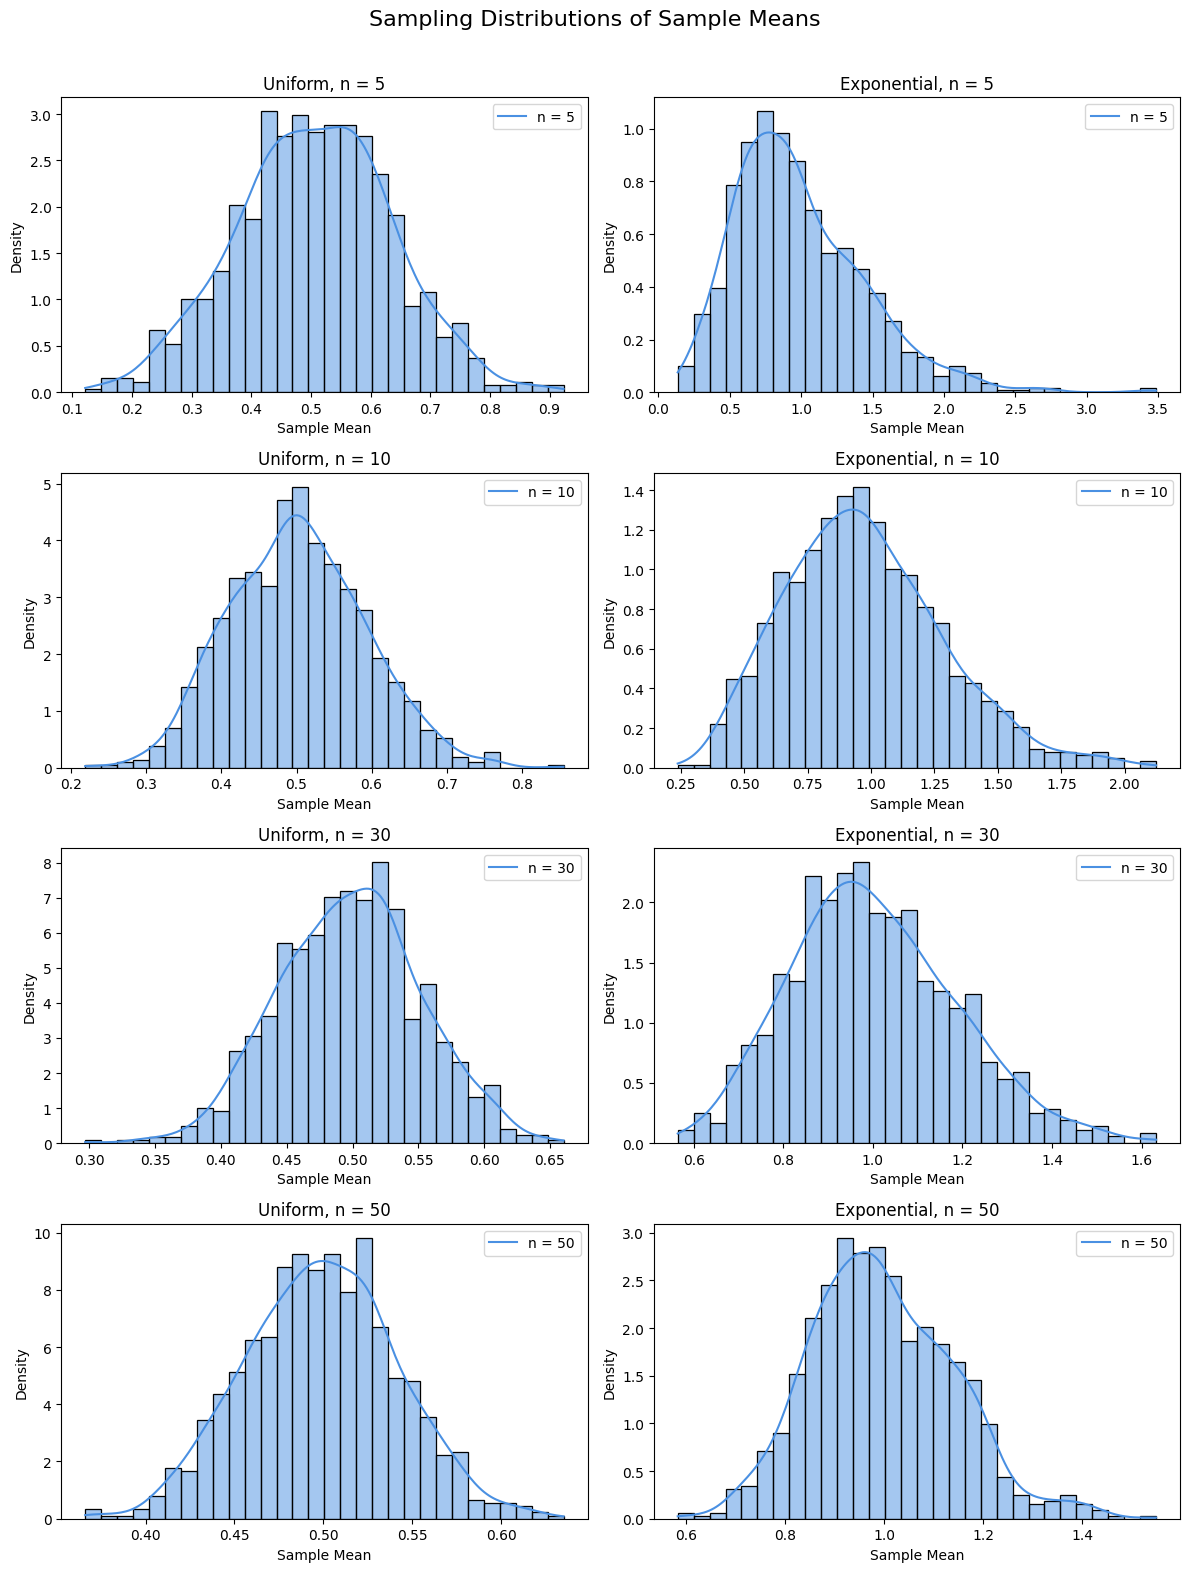 Sampling Distributions of Sample Means
Uniform, n = 5
n = 5
3.0
2.5
2.0
1.5
1.0
0.5
0.0
Density
0.1 0.2 0.3 0.4 0.5 0.6 0.7 0.8 0.9
Sample Mean
Exponential, n = 5
n = 5
1.0
0.8
0.6
0.4
0.2
0.0
Density
0.0 0.5 1.0 1.5 2.0 2.5 3.0 3.5
Sample Mean
Uniform, n = 10
n = 10
5
4
3
2
1
0
Density
0.2 0.3 0.4 0.5 0.6 0.7 0.8
Sample Mean
Exponential, n = 10
n = 10
1.4
1.2
1.0
0.8
0.6
0.4
0.2
0.0
Density
0.25 0.50 0.75 1.00 1.25 1.50 1.75 2.00
Sample Mean
Uniform, n = 30
n = 30
8
7
6
5
4
3
2
1
0
Density
0.30 0.35 0.40 0.45 0.50 0.55 0.60 0.65
Sample Mean
Exponential, n = 30
n = 30
2.0
1.5
1.0
0.5
0.0
Density
0.6 0.8 1.0 1.2 1.4 1.6
Sample Mean
Uniform, n = 50
n = 50
10
8
6
4
2
0
Density
0.40 0.45 0.50 0.55 0.60
Sample Mean
Exponential, n = 50
n = 50
3.0
2.5
2.0
1.5
1.0
0.5
0.0
Density
0.6 0.8 1.0 1.2 1.4
Sample Mean